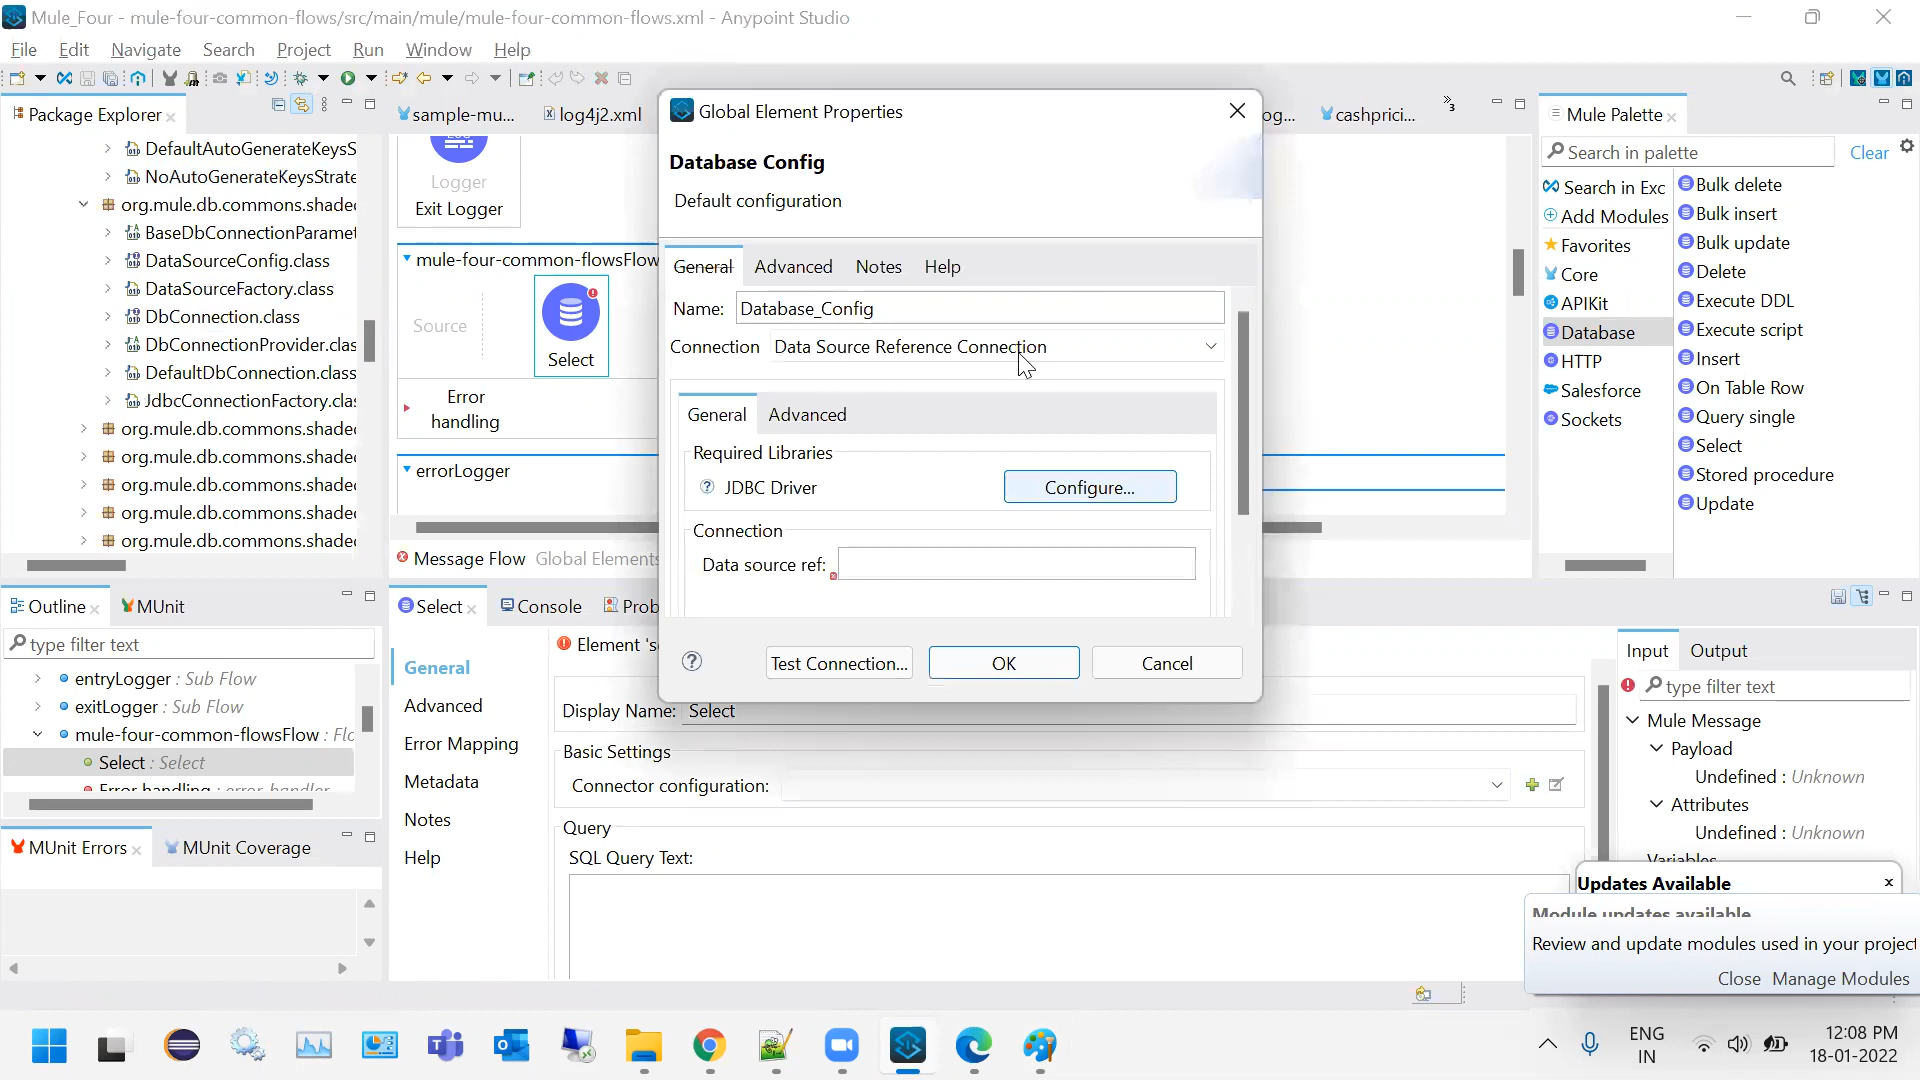 Mule_Four - mule-four-common-flows/src/main/mule/mule-four-common-flows.xml - Anypoint Studio
File Edit Navigate Search Project Run Window Help
Package Explorer
DefaultAutoGenerateKeysS
NoAutoGenerateKeysStrate
org.mule.db.commons.shade
BaseDbConnectionParamet
DataSourceConfig.class
DataSourceFactory.class
DbConnection.class
DbConnectionProvider.clas
DefaultDbConnection.class
JdbcConnectionFactory.cla
org.mule.db.commons.shade
org.mule.db.commons.shade
org.mule.db.commons.shade
org.mule.db.commons.shade
org.mule.db.commons.shade
sample-mu... log4j2.xml og... cashprici... 3
Logger
Exit Logger
mule-four-common-flowsFlow
Source
Select
Error
handling
errorLogger
Message Flow Global Elements
Global Element Properties
Database Config
Default configuration
General Advanced Notes Help
Name: Database_Config
Connection Data Source Reference Connection
General Advanced
Required Libraries
JDBC Driver Configure...
Connection
Data source ref:
Test Connection... OK Cancel
Mule Palette
Search in palette Clear
Search in Exc
Add Modules
Favorites
Core
APIKit
Database
HTTP
Salesforce
Sockets
Bulk delete
Bulk insert
Bulk update
Delete
Execute DDL
Execute script
Insert
On Table Row
Query single
Select
Stored procedure
Update
Outline MUnit
type filter text
entryLogger : Sub Flow
exitLogger : Sub Flow
mule-four-common-flowsFlow : Flo
Select : Select
Error handling : error-handler
MUnit Errors MUnit Coverage
Select Console Prob
General
Advanced
Error Mapping
Metadata
Notes
Help
Element 's
Display Name: Select
Basic Settings
Connector configuration:
Query
SQL Query Text:
Input Output
type filter text
Mule Message
Payload
Undefined : Unknown
Attributes
Undefined : Unknown
Variables
Updates Available
Module updates available
Review and update modules used in your project
Close Manage Modules
ENG
IN
12:08 PM
18-01-2022